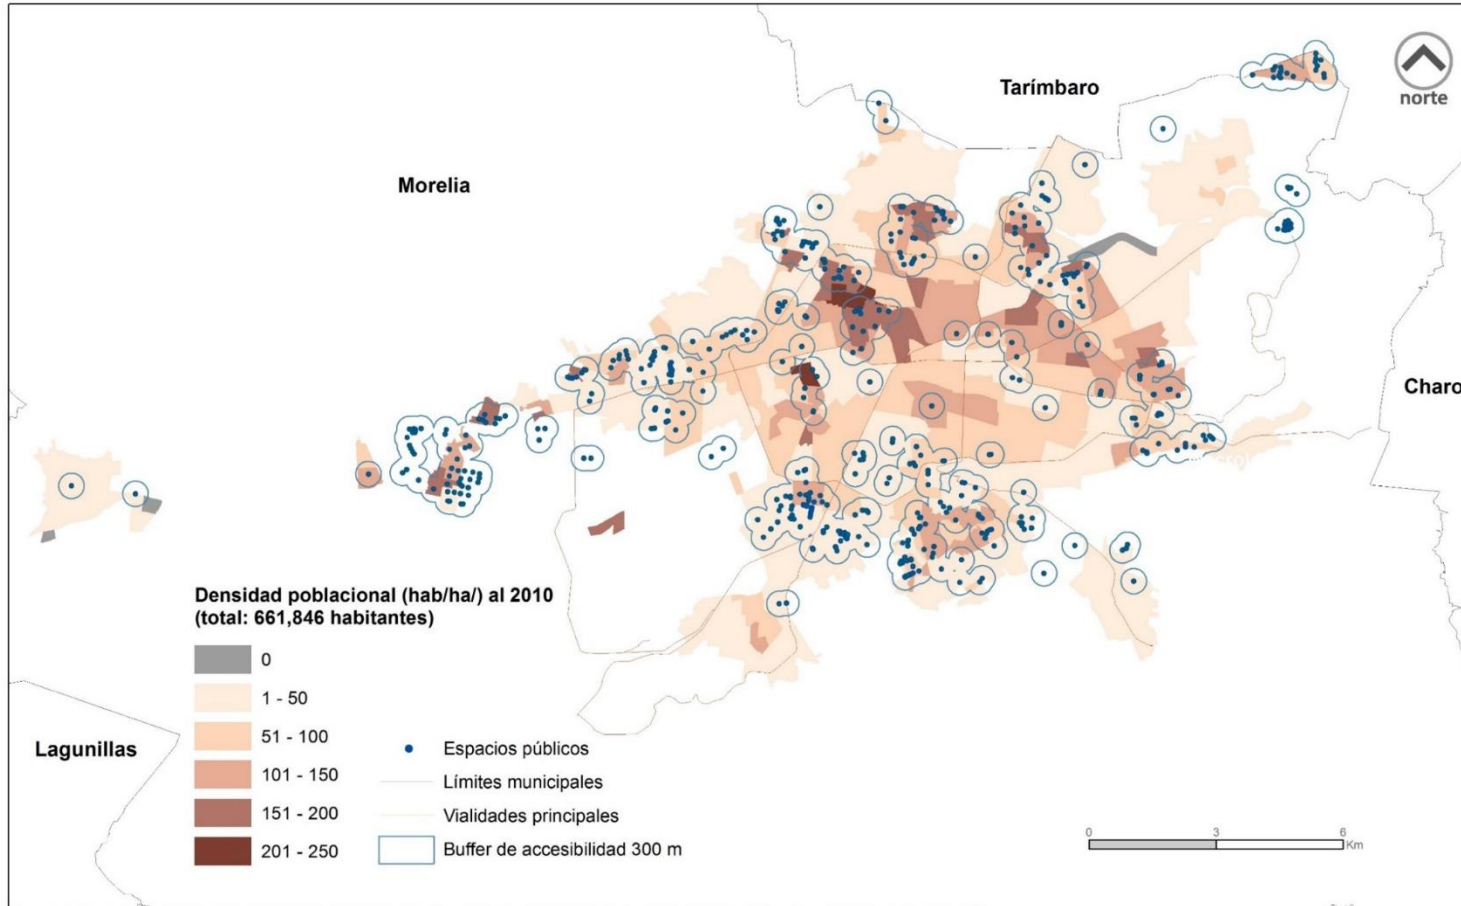 Tarímbaro
norte
Morelia
Charo
Densidad poblacional (hab/ha/) al 2010
(total: 661,846 habitantes)
0
1 - 50
51 - 100
101 - 150
151 - 200
201 - 250
Lagunillas
Espacios públicos
Límites municipales
Vialidades principales
Buffer de accesibilidad 300 m
0 3 6
Km